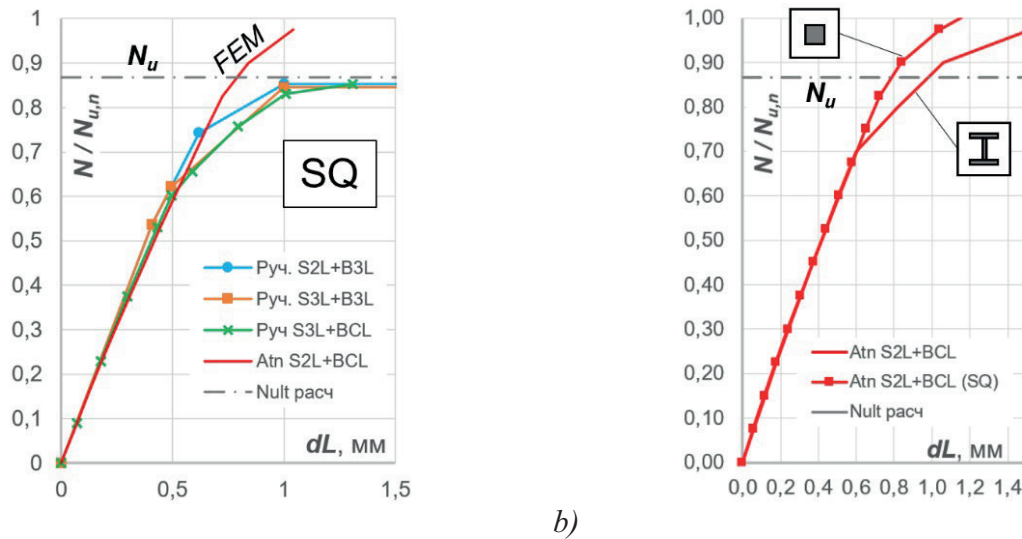 1
0,9
0,8
0,7
0,6
0,5
0,4
0,3
0,2
0,1
0
N / Nu,n
Nu
FEM
SQ
Руч. S2L+B3L
Руч. S3L+B3L
Руч S3L+BCL
Atn S2L+BCL
Nult расч
dL, мм
0 0,5 1 1,5
b)
1,00
0,90
0,80
0,70
0,60
0,50
0,40
0,30
0,20
0,10
0,00
N / Nu,n
Nu
Atn S2L+BCL
Atn S2L+BCL (SQ)
Nult расч
dL, мм
0,0 0,2 0,4 0,6 0,8 1,0 1,2 1,4